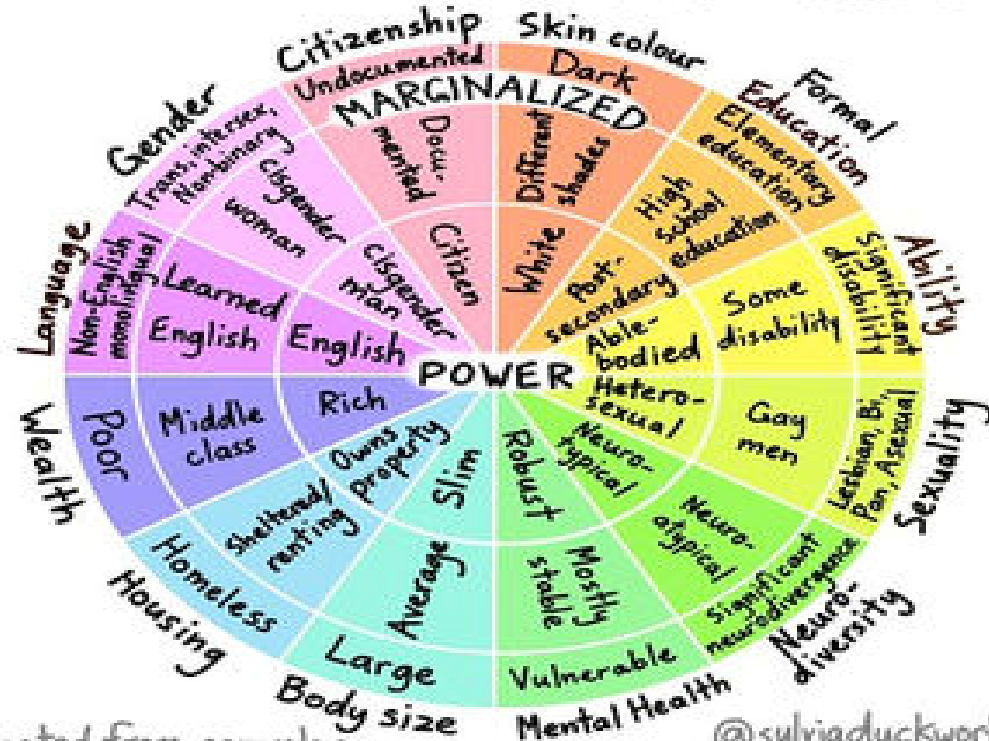 Citizenship
Undocumented
Docu-
mented
Citizen
Skin colour
Dark
Different
shades
White
Formal
Education
Elementary
education
High
school
education
Post-
secondary
Ability
Significant
disability
Some
disability
Able-
bodied
Sexuality
Lesbian, Bi,
Pan, Asexual
Gay
men
Hetero-
sexual
Neuro-
diversity
Significant
neurodivergence
Neuro-
atypical
Neuro-
typical
Mental Health
Vulnerable
Mostly
stable
Robust
Body size
Large
Average
Slim
Housing
Homeless
Sheltered/
renting
Owns
property
Wealth
Poor
Middle
class
Rich
Language
Non-English
monolingual
Learned
English
English
Gender
Trans, intersex,
Nonbinary
Cisgender
woman
Cisgender
man
MARGINALIZED
POWER